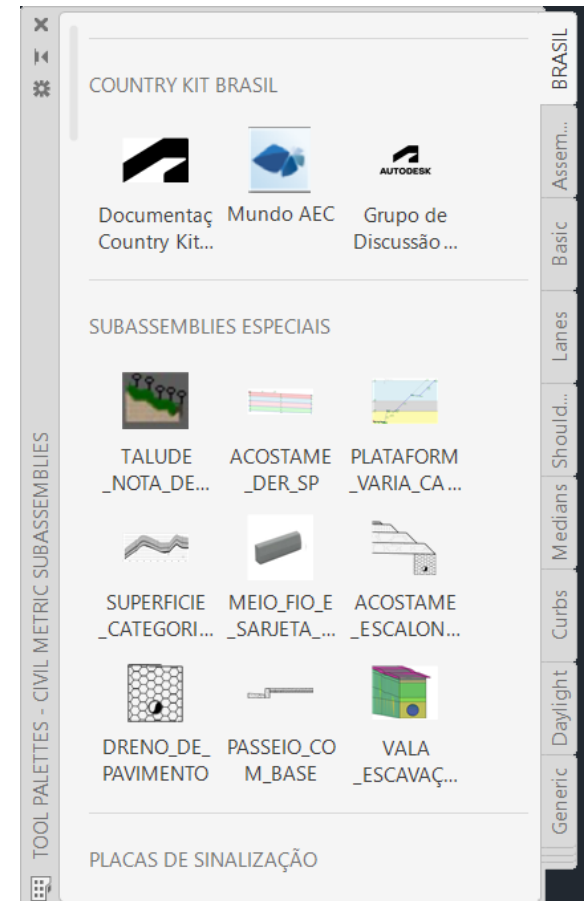 COUNTRY KIT BRASIL
AUTODESK
Documentaç Mundo AEC Grupo de
Country Kit... Discussão ...
SUBASSEMBLIES ESPECIAIS
TALUDE ACOSTAME PLATAFORM
_NOTA_DE... _DER_SP _VARIA_CA...
SUPERFICIE MEIO_FIO_E ACOSTAME
_CATEGORI... _SARJETA_... _ESCALON...
DRENO_DE_ PASSEIO_CO VALA
PAVIMENTO M_BASE _ESCAVAÇ...
PLACAS DE SINALIZAÇÃO
TOOL PALETTES - CIVIL METRIC SUBASSEMBLIES
BRASIL
Assem...
Basic
Lanes
Should...
Medians
Curbs
Daylight
Generic